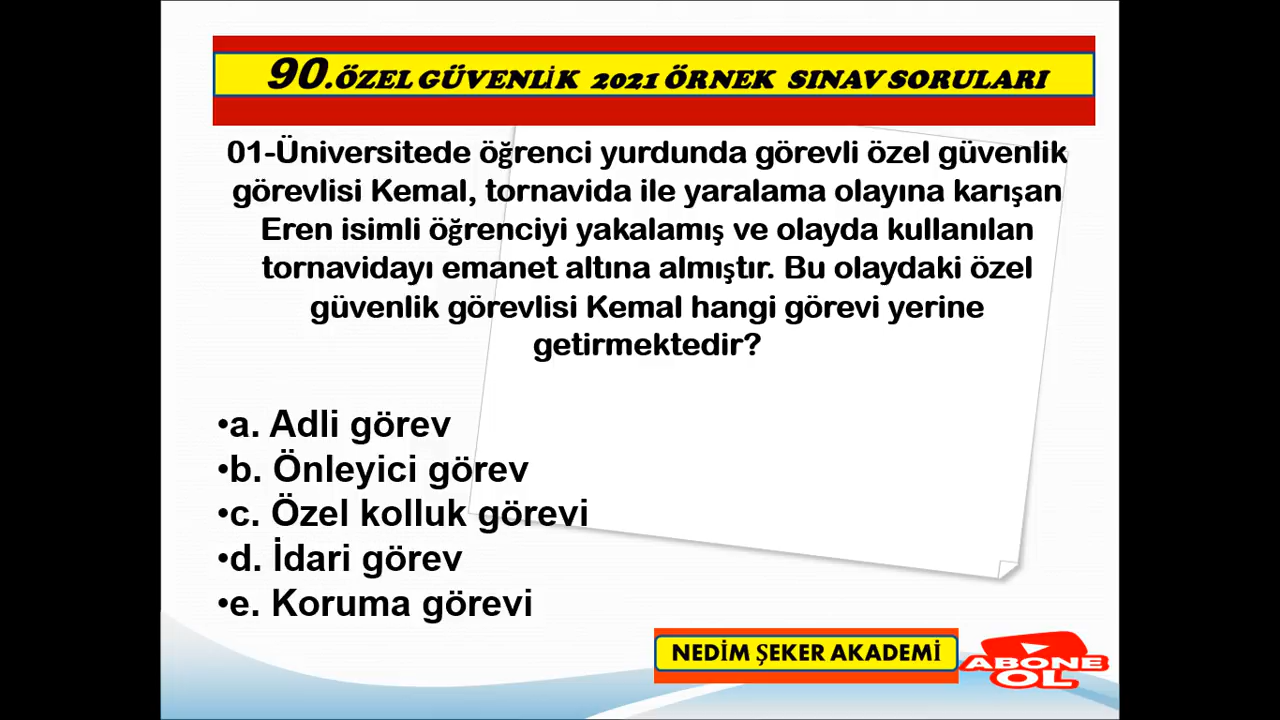 90.ÖZEL GÜVENLİK 2021 ÖRNEK SINAV SORULARI
01-Üniversitede öğrenci yurdunda görevli özel güvenlik
görevlisi Kemal, tornavida ile yaralama olayına karışan
Eren isimli öğrenciyi yakalamış ve olayda kullanılan
tornavidayı emanet altına almıştır. Bu olaydaki özel
güvenlik görevlisi Kemal hangi görevi yerine
getirmektedir?
•a. Adli görev
•b. Önleyici görev
•c. Özel kolluk görevi
•d. İdari görev
•e. Koruma görevi
NEDİM ŞEKER AKADEMİ
ABONE
OL